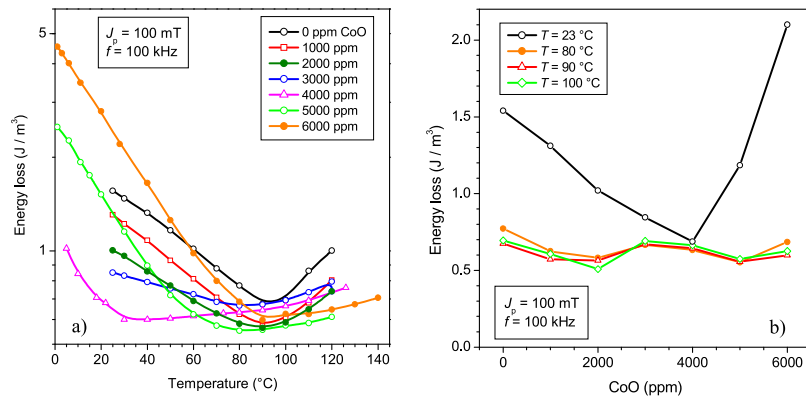 J_p = 100 mT
f = 100 kHz
0 ppm CoO
1000 ppm
2000 ppm
3000 ppm
4000 ppm
5000 ppm
6000 ppm
5
1
Energy loss (J / m³)
a)
0 20 40 60 80 100 120 140
Temperature (°C)
T = 23 °C
T = 80 °C
T = 90 °C
T = 100 °C
2.0
1.5
1.0
0.5
0.0
Energy loss (J / m³)
J_p = 100 mT
f = 100 kHz
b)
0 2000 4000 6000
CoO (ppm)